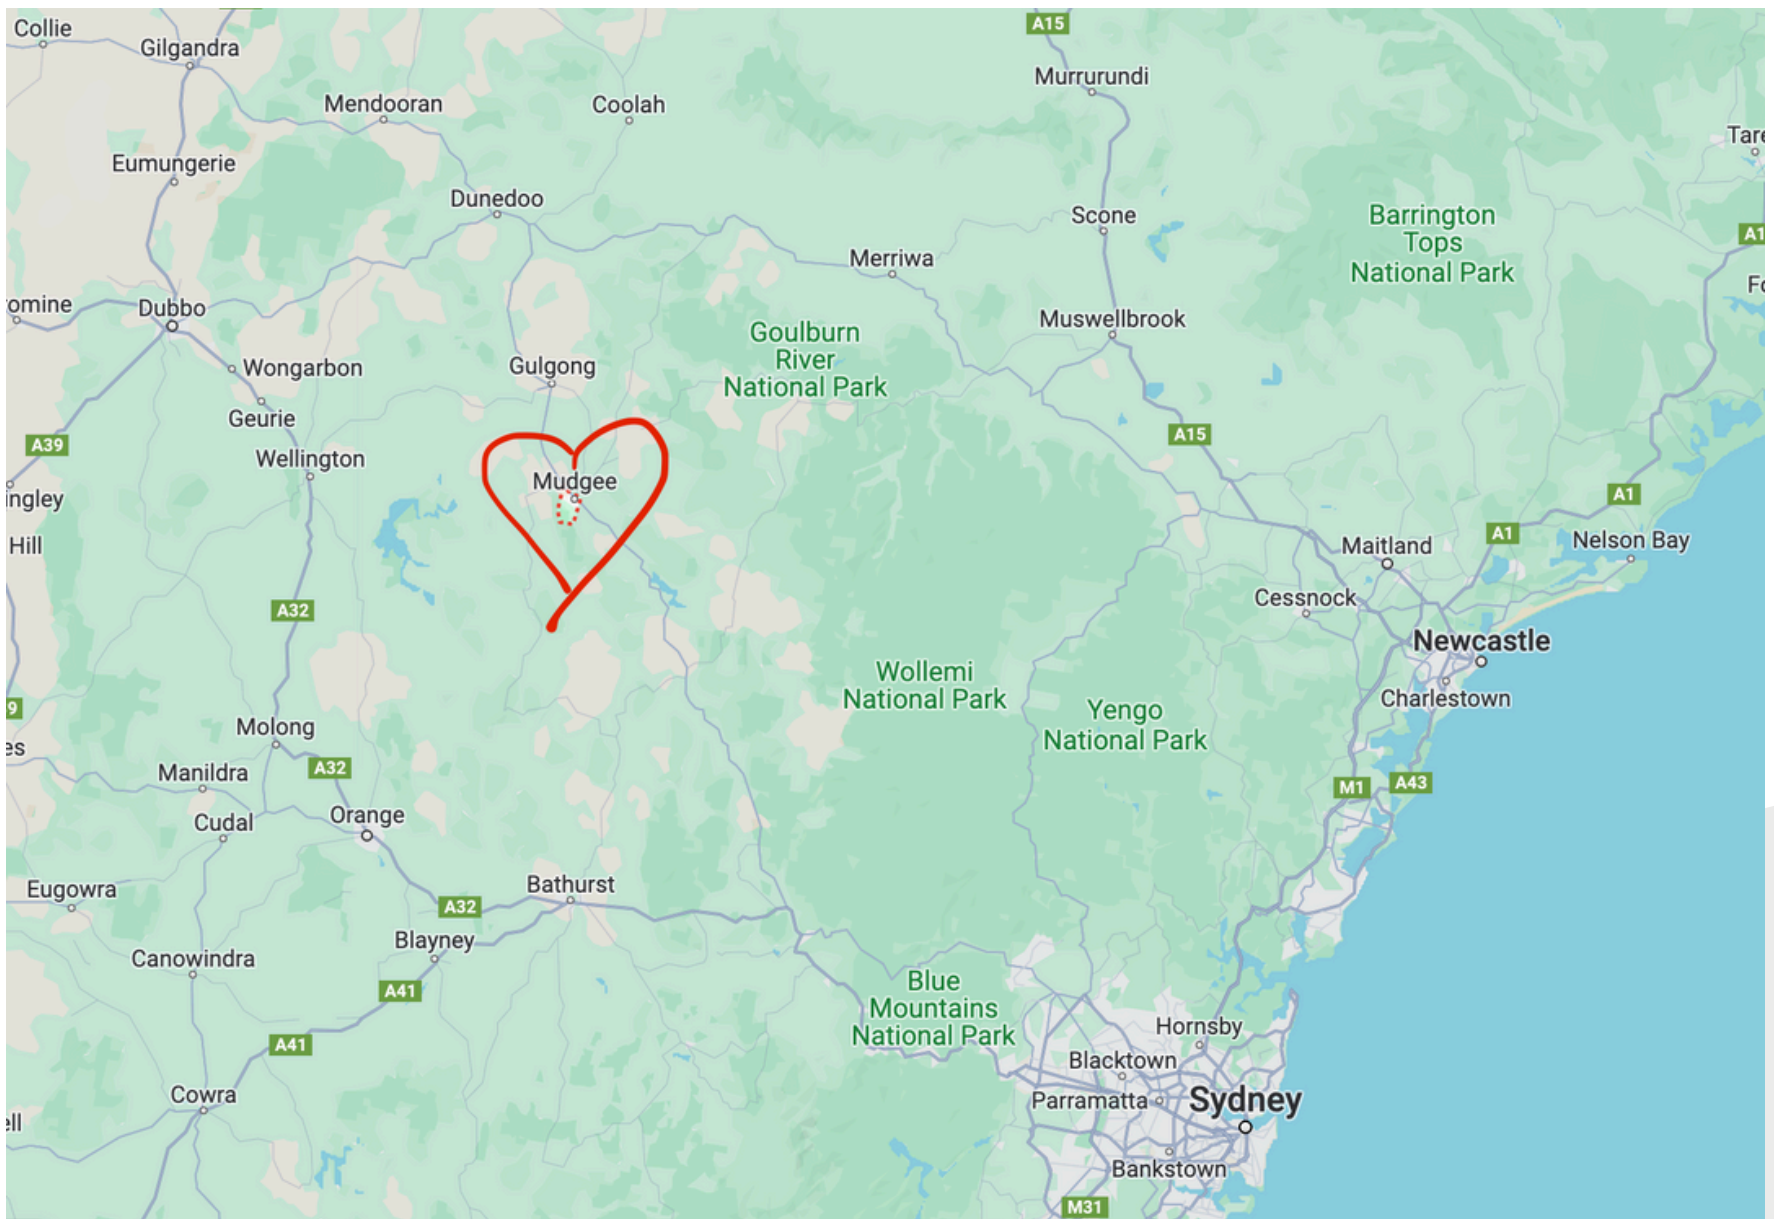 Collie
Gilgandra
A15
Murrurundi
Mendooran
Coolah
Tare
Eumungerie
Dunedoo
Scone
Barrington
Tops
National Park
A1
Merriwa
Fo
omine
Dubbo
Muswellbrook
Goulburn
River
National Park
Wongarbon
Gulgong
Geurie
A39
A15
Wellington
Mudgee
ingley
A1
A1
Hill
Maitland
Nelson Bay
A32
Cessnock
Newcastle
Wollemi
National Park
Charlestown
9
Yengo
National Park
Molong
es
A32
Manildra
M1
A43
Cudal
Orange
Eugowra
Bathurst
A32
Blayney
Canowindra
A41
Blue
Mountains
National Park
Hornsby
A41
Blacktown
Cowra
Parramatta
Sydney
ell
Bankstown
M31